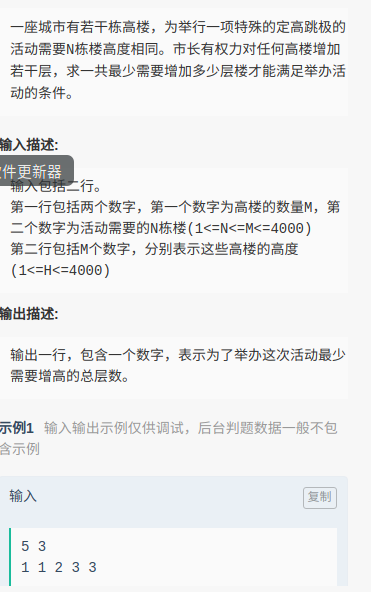 一座城市有若干栋高楼，为举行一项特殊的定高跳极的
活动需要N栋楼高度相同。市长有权力对任何高楼增加
若干层，求一共最少需要增加多少层楼才能满足举办活
动的条件。
输入描述:
件更新器
输入包括二行。
第一行包括两个数字，第一个数字为高楼的数量M，第
二个数字为活动需要的N栋楼(1<=N<=M<=4000)
第二行包括M个数字，分别表示这些高楼的高度
(1<=H<=4000)
输出描述:
输出一行，包含一个数字，表示为了举办这次活动最少
需要增高的总层数。
示例1 输入输出示例仅供调试，后台判题数据一般不包
含示例
输入
复制
5 3
1 1 2 3 3